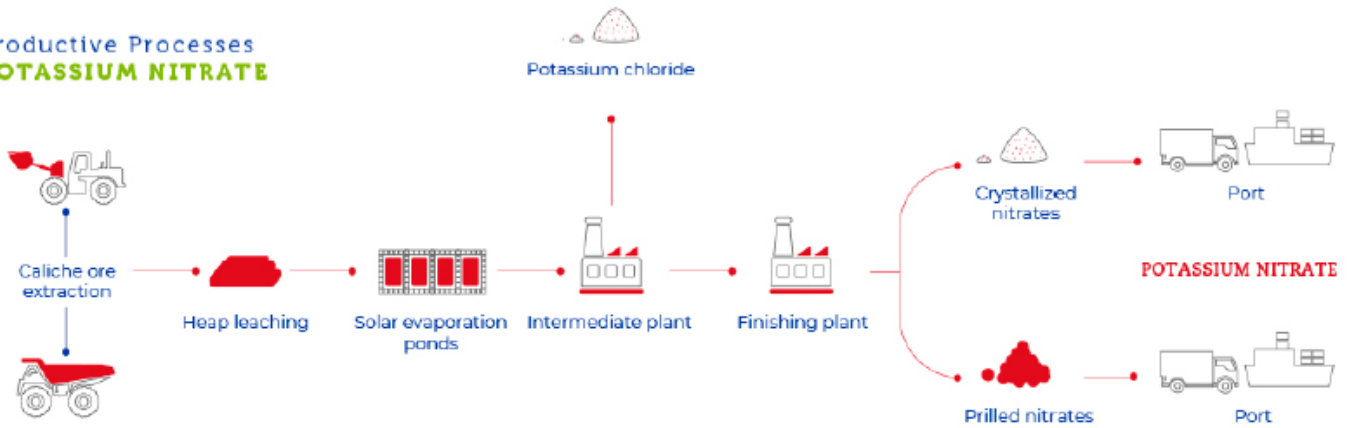 roductive Processes
OTASSIUM NITRATE
Potassium chloride
Crystallized
nitrates
Port
Caliche ore
extraction
POTASSIUM NITRATE
Heap leaching
Solar evaporation
ponds
Intermediate plant
Finishing plant
Prilled nitrates
Port